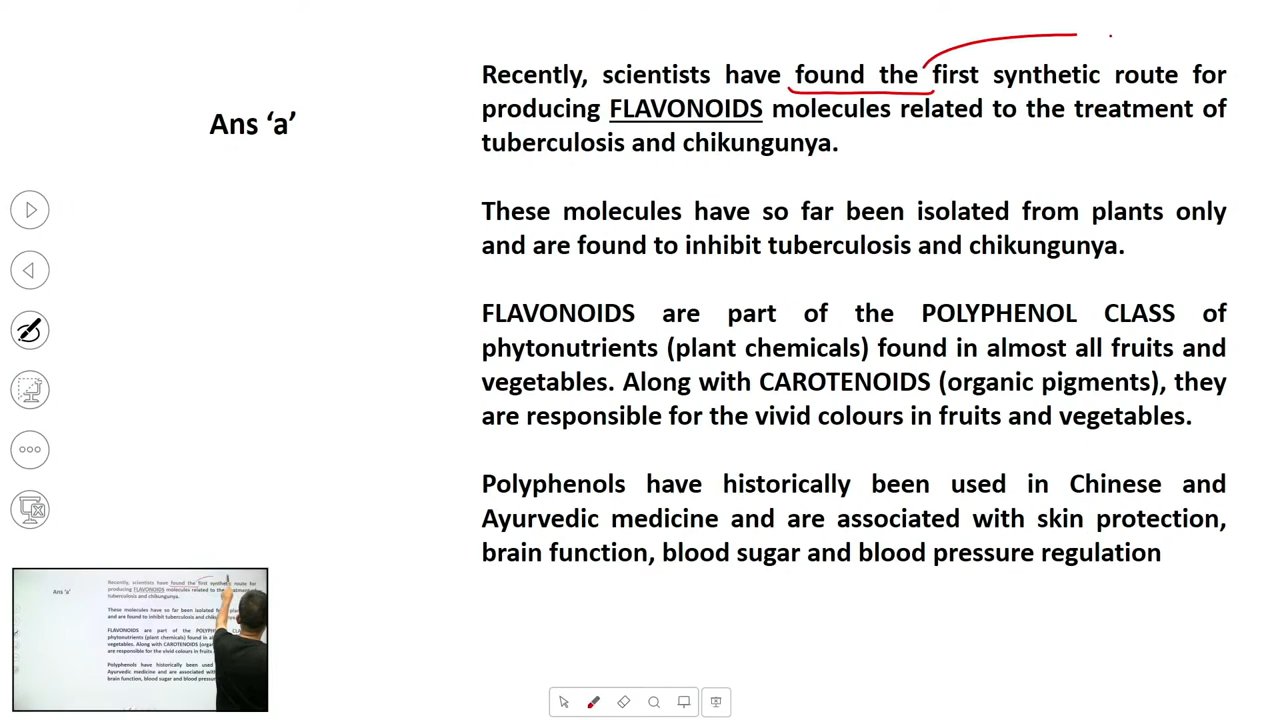 Ans ‘a’
Recently, scientists have found the first synthetic route for
producing FLAVONOIDS molecules related to the treatment of
tuberculosis and chikungunya.
These molecules have so far been isolated from plants only
and are found to inhibit tuberculosis and chikungunya.
FLAVONOIDS are part of the POLYPHENOL CLASS of
phytonutrients (plant chemicals) found in almost all fruits and
vegetables. Along with CAROTENOIDS (organic pigments), they
are responsible for the vivid colours in fruits and vegetables.
Polyphenols have historically been used in Chinese and
Ayurvedic medicine and are associated with skin protection,
brain function, blood sugar and blood pressure regulation